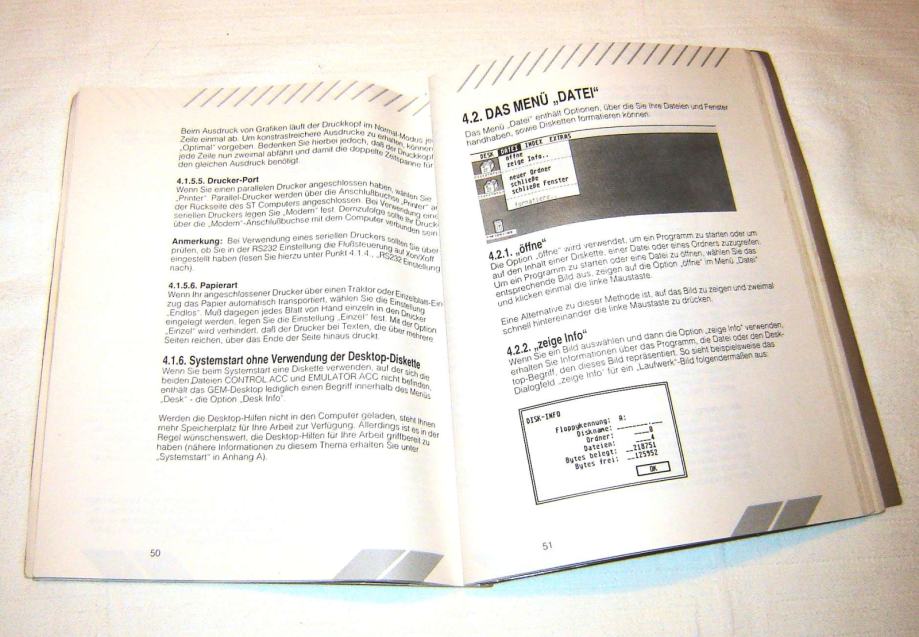 Beim Ausdruck von Grafiken läuft der Druckkopf im Normal-Modus je
Zeile einmal ab. Um konstrastreichere Ausdrucke zu erhalten, können
„Optimal" vorgeben. Bedenken Sie hierbei jedoch, daß der Druckkopf
jede Zeile nun zweimal abfährt und damit die doppelte Zeitspanne für
den gleichen Ausdruck benötigt.
4.1.5.5. Drucker-Port
Wenn Sie einen parallelen Drucker angeschlossen haben, wählen Sie
„Printer". Parallel-Drucker werden über die Anschlußbuchse „Printer" an
der Rückseite des ST Computers angeschlossen. Bei Verwendung eine
seriellen Druckers legen Sie „Modem" fest. Demzufolge sollte Ihr Druck
über die „Modem"-Anschlußbuchse mit dem Computer verbunden sein
Anmerkung: Bei Verwendung eines seriellen Druckers sollten Sie über
prüfen, ob Sie in der RS232 Einstellung die Flußsteuerung auf Xon/Xoff
eingestellt haben (lesen Sie hierzu unter Punkt 4.1.4., „RS232 Einstellung
nach).
4.1.5.6. Papierart
Wenn Ihr angeschlossener Drucker über einen Traktor oder Einzelblatt-Ein
zug das Papier automatisch transportiert, wählen Sie die Einstellung
„Endlos". Muß dagegen jedes Blatt von Hand einzeln in den Drucker
eingelegt werden, legen Sie die Einstellung „Einzel" fest. Mit der Option
„Einzel" wird verhindert, daß der Drucker bei Texten, die über mehrere
Seiten reichen, über das Ende der Seite hinaus druckt.
4.1.6. Systemstart ohne Verwendung der Desktop-Diskette
Wenn Sie beim Systemstart eine Diskette verwenden, auf der sich die
beiden Dateien CONTROL.ACC und EMULATOR.ACC nicht befinden,
enthält das GEM-Desktop lediglich einen Begriff innerhalb des Menüs
„Desk" - die Option „Desk Info".
Werden die Desktop-Hilfen nicht in den Computer geladen, steht Ihnen
mehr Speicherplatz für Ihre Arbeit zur Verfügung. Allerdings ist es in der
Regel wünschenswert, die Desktop-Hilfen für Ihre Arbeit griffbereit zu
haben (nähere Informationen zu diesem Thema erhalten Sie unter
„Systemstart" in Anhang A).
50
4.2. DAS MENÜ „DATEI"
Das Menü „Datei" enthält Optionen, über die Sie Ihre Dateien und Fenster
handhaben, sowie Disketten formatieren können.
DESK DATEI INDEX EXTRAS
öffne
zeige Info..
neuer Ordner
schließe
schließe Fenster
formatiere..
4.2.1. „öffne"
Die Option „öffne" wird verwendet, um ein Programm zu starten oder um
auf den Inhalt einer Diskette, einer Datei oder eines Ordners zuzugreifen.
Um ein Programm zu starten oder eine Datei zu öffnen, wählen Sie das
entsprechende Bild aus, zeigen auf die Option „öffne" im Menü „Datei"
und klicken einmal die linke Maustaste.
Eine Alternative zu dieser Methode ist, auf das Bild zu zeigen und zweimal
schnell hintereinander die linke Maustaste zu drücken.
4.2.2. „zeige Info"
Wenn Sie ein Bild auswählen und dann die Option „zeige Info" verwenden,
erhalten Sie Informationen über das Programm, die Datei oder den Desk-
top-Begriff, den dieses Bild repräsentiert. So sieht beispielsweise das
Dialogfeld „zeige Info" für ein „Laufwerk"-Bild folgendermaßen aus:
DISK-INFO
Floppykennung: A:
Diskname: ________.___
Ordner: ____0
Dateien: ____4
Bytes belegt: __218751
Bytes frei: __125952
OK
51